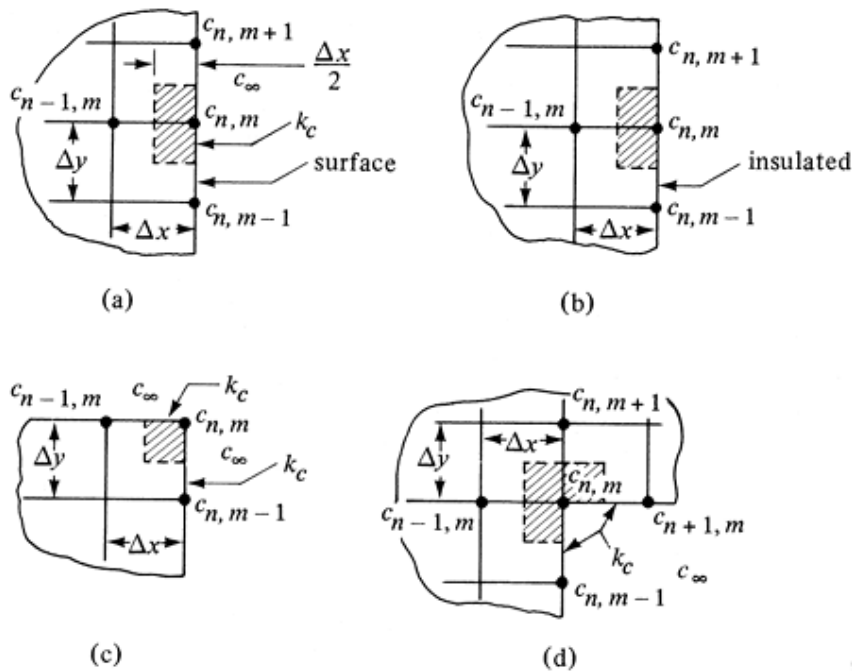 c_{n, m+1}
\frac{Δx}{2}
c_∞
c_{n-1, m}
c_{n, m}
k_c
Δy
surface
c_{n, m-1}
Δx
(a)
c_{n, m+1}
c_{n-1, m}
c_{n, m}
Δy
insulated
c_{n, m-1}
Δx
(b)
c_{n-1, m}
c_∞
k_c
c_{n, m}
c_∞
Δy
k_c
c_{n, m-1}
Δx
(c)
c_{n, m+1}
Δx
Δy
c_{n, m}
c_{n-1, m}
c_{n+1, m}
k_c
c_{n, m-1}
c_∞
(d)